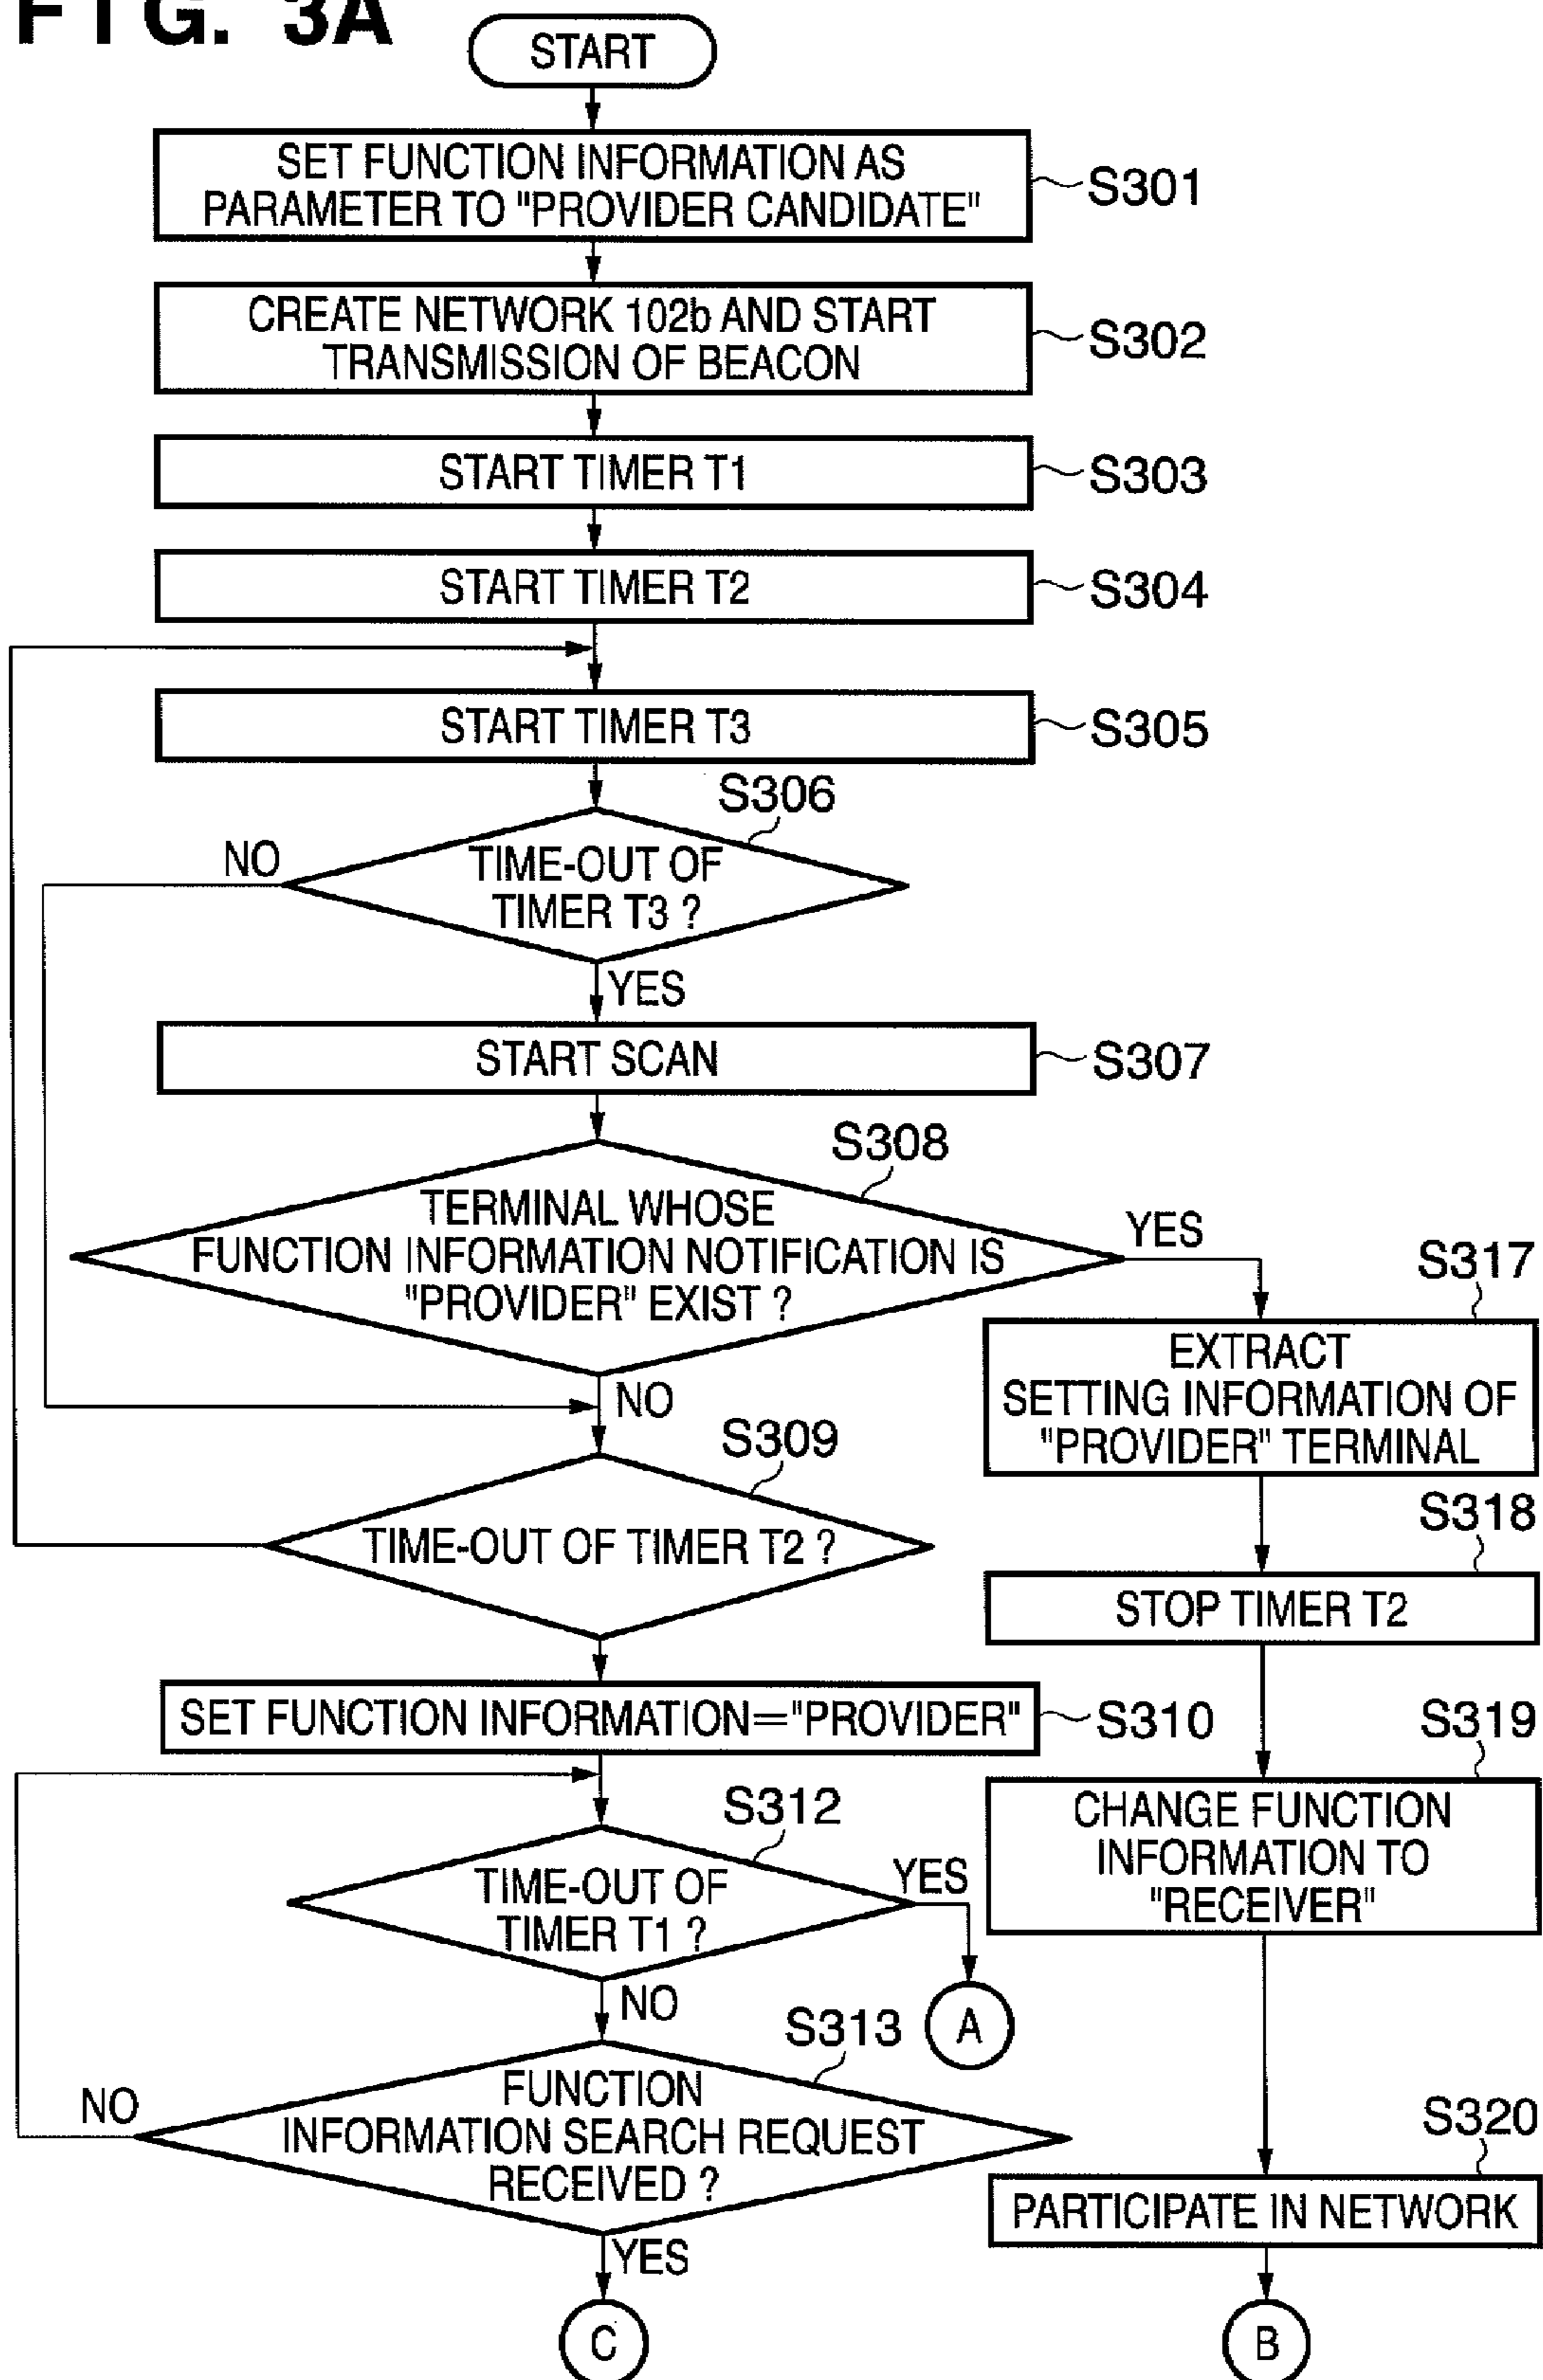 FIG. 3A
START
SET FUNCTION INFORMATION AS
PARAMETER TO "PROVIDER CANDIDATE"
S301
CREATE NETWORK 102b AND START
TRANSMISSION OF BEACON
S302
START TIMER T1
S303
START TIMER T2
S304
START TIMER T3
S305
S306
NO
TIME-OUT OF
TIMER T3 ?
YES
START SCAN
S307
S308
TERMINAL WHOSE
FUNCTION INFORMATION NOTIFICATION IS
"PROVIDER" EXIST ?
YES
NO
S317
EXTRACT
SETTING INFORMATION OF
"PROVIDER" TERMINAL
S309
TIME-OUT OF TIMER T2 ?
S318
STOP TIMER T2
SET FUNCTION INFORMATION="PROVIDER"
S310
S319
CHANGE FUNCTION
INFORMATION TO
"RECEIVER"
S312
TIME-OUT OF
TIMER T1 ?
YES
A
NO
S313
FUNCTION
INFORMATION SEARCH REQUEST
RECEIVED ?
NO
YES
C
S320
PARTICIPATE IN NETWORK
B